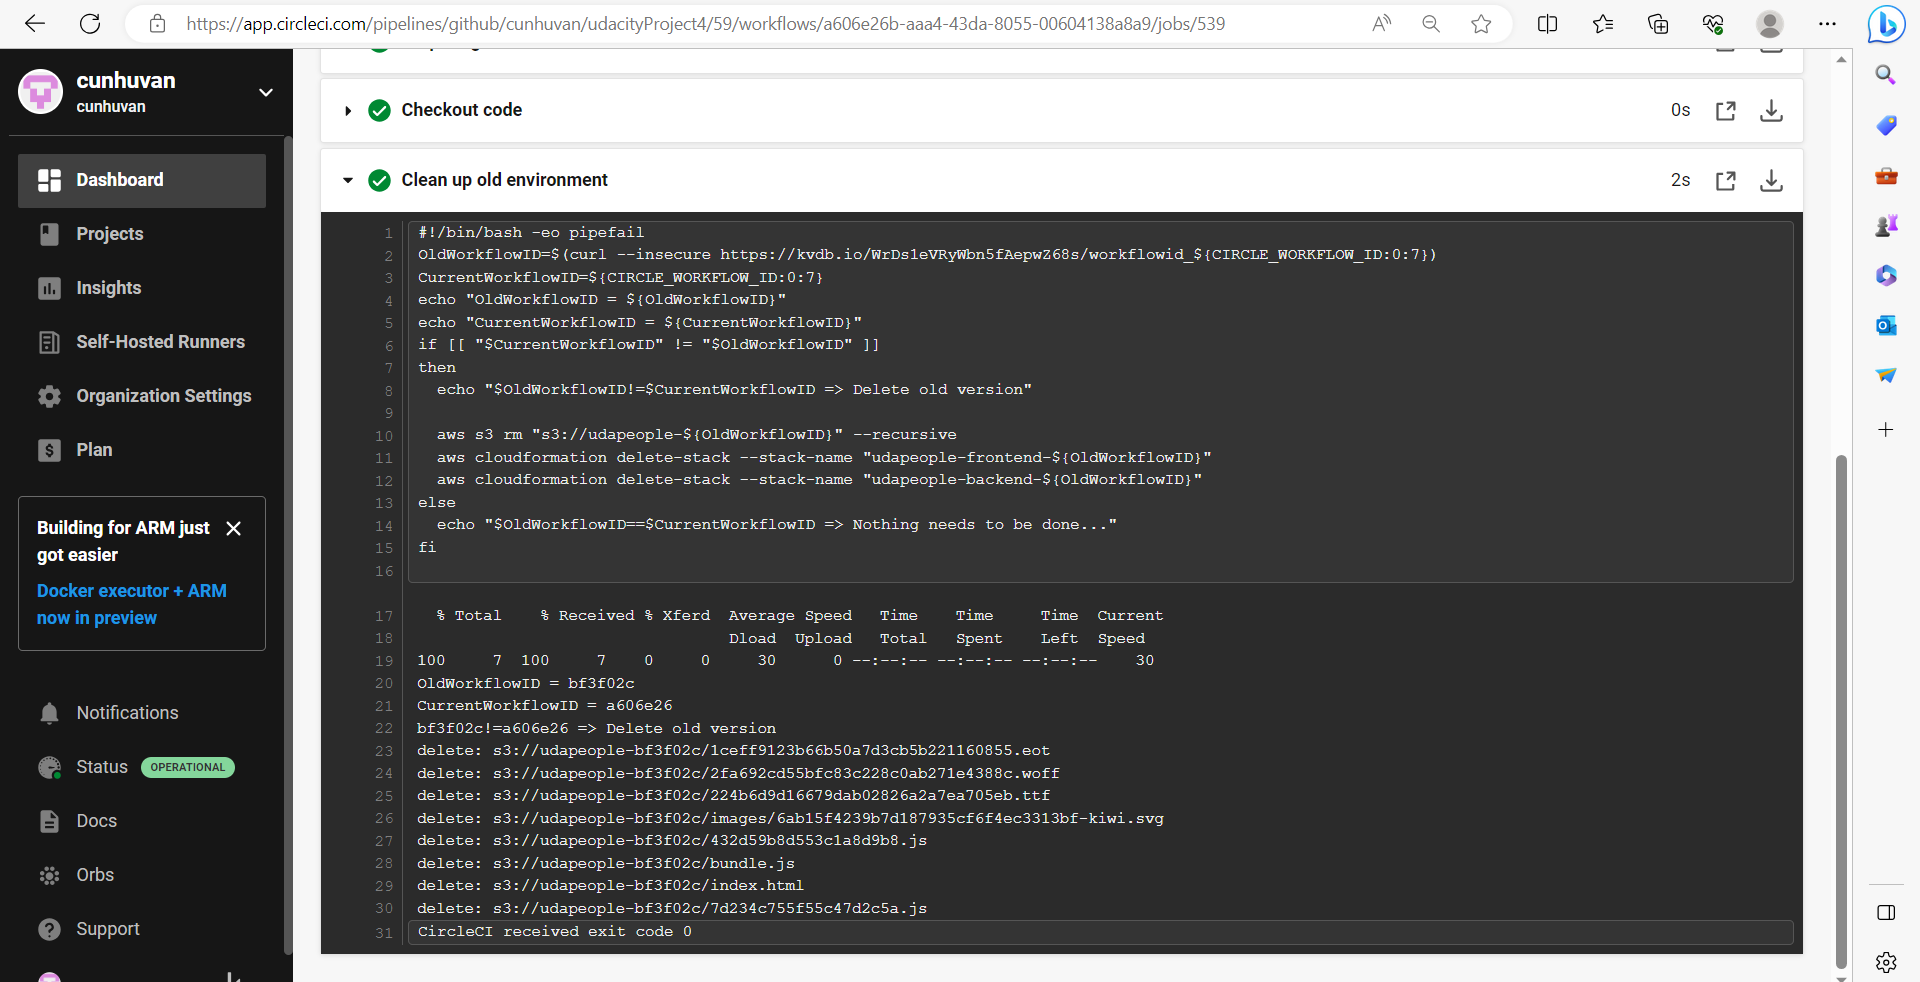 https://app.circleci.com/pipelines/github/cunhuvan/udacityProject4/59/workflows/a606e26b-aaa4-43da-8055-00604138a8a9/jobs/539
cunhuvan
cunhuvan
Dashboard
Projects
Insights
Self-Hosted Runners
Organization Settings
Plan
Building for ARM just
got easier
Docker executor + ARM
now in preview
Notifications
Status OPERATIONAL
Docs
Orbs
Support
Checkout code 0s
Clean up old environment 2s
1 #!/bin/bash -eo pipefail
2 OldWorkflowID=$(curl --insecure https://kvdb.io/WrDs1eVRyWbn5fAepwZ68s/workflowid_${CIRCLE_WORKFLOW_ID:0:7})
3 CurrentWorkflowID=${CIRCLE_WORKFLOW_ID:0:7}
4 echo "OldWorkflowID = ${OldWorkflowID}"
5 echo "CurrentWorkflowID = ${CurrentWorkflowID}"
6 if [[ "$CurrentWorkflowID" != "$OldWorkflowID" ]]
7 then
8   echo "$OldWorkflowID!=$CurrentWorkflowID => Delete old version"
9
10   aws s3 rm "s3://udapeople-${OldWorkflowID}" --recursive
11   aws cloudformation delete-stack --stack-name "udapeople-frontend-${OldWorkflowID}"
12   aws cloudformation delete-stack --stack-name "udapeople-backend-${OldWorkflowID}"
13 else
14   echo "$OldWorkflowID==$CurrentWorkflowID => Nothing needs to be done..."
15 fi
16
17   % Total    % Received % Xferd  Average Speed   Time    Time     Time  Current
18                                  Dload  Upload   Total   Spent    Left  Speed
19 100     7  100     7    0     0     30      0 --:--:-- --:--:-- --:--:--    30
20 OldWorkflowID = bf3f02c
21 CurrentWorkflowID = a606e26
22 bf3f02c!=a606e26 => Delete old version
23 delete: s3://udapeople-bf3f02c/1ceff9123b66b50a7d3cb5b221160855.eot
24 delete: s3://udapeople-bf3f02c/2fa692cd55bfc83c228c0ab271e4388c.woff
25 delete: s3://udapeople-bf3f02c/224b6d9d16679dab02826a2a7ea705eb.ttf
26 delete: s3://udapeople-bf3f02c/images/6ab15f4239b7d187935cf6f4ec3313bf-kiwi.svg
27 delete: s3://udapeople-bf3f02c/432d59b8d553c1a8d9b8.js
28 delete: s3://udapeople-bf3f02c/bundle.js
29 delete: s3://udapeople-bf3f02c/index.html
30 delete: s3://udapeople-bf3f02c/7d234c755f55c47d2c5a.js
31 CircleCI received exit code 0